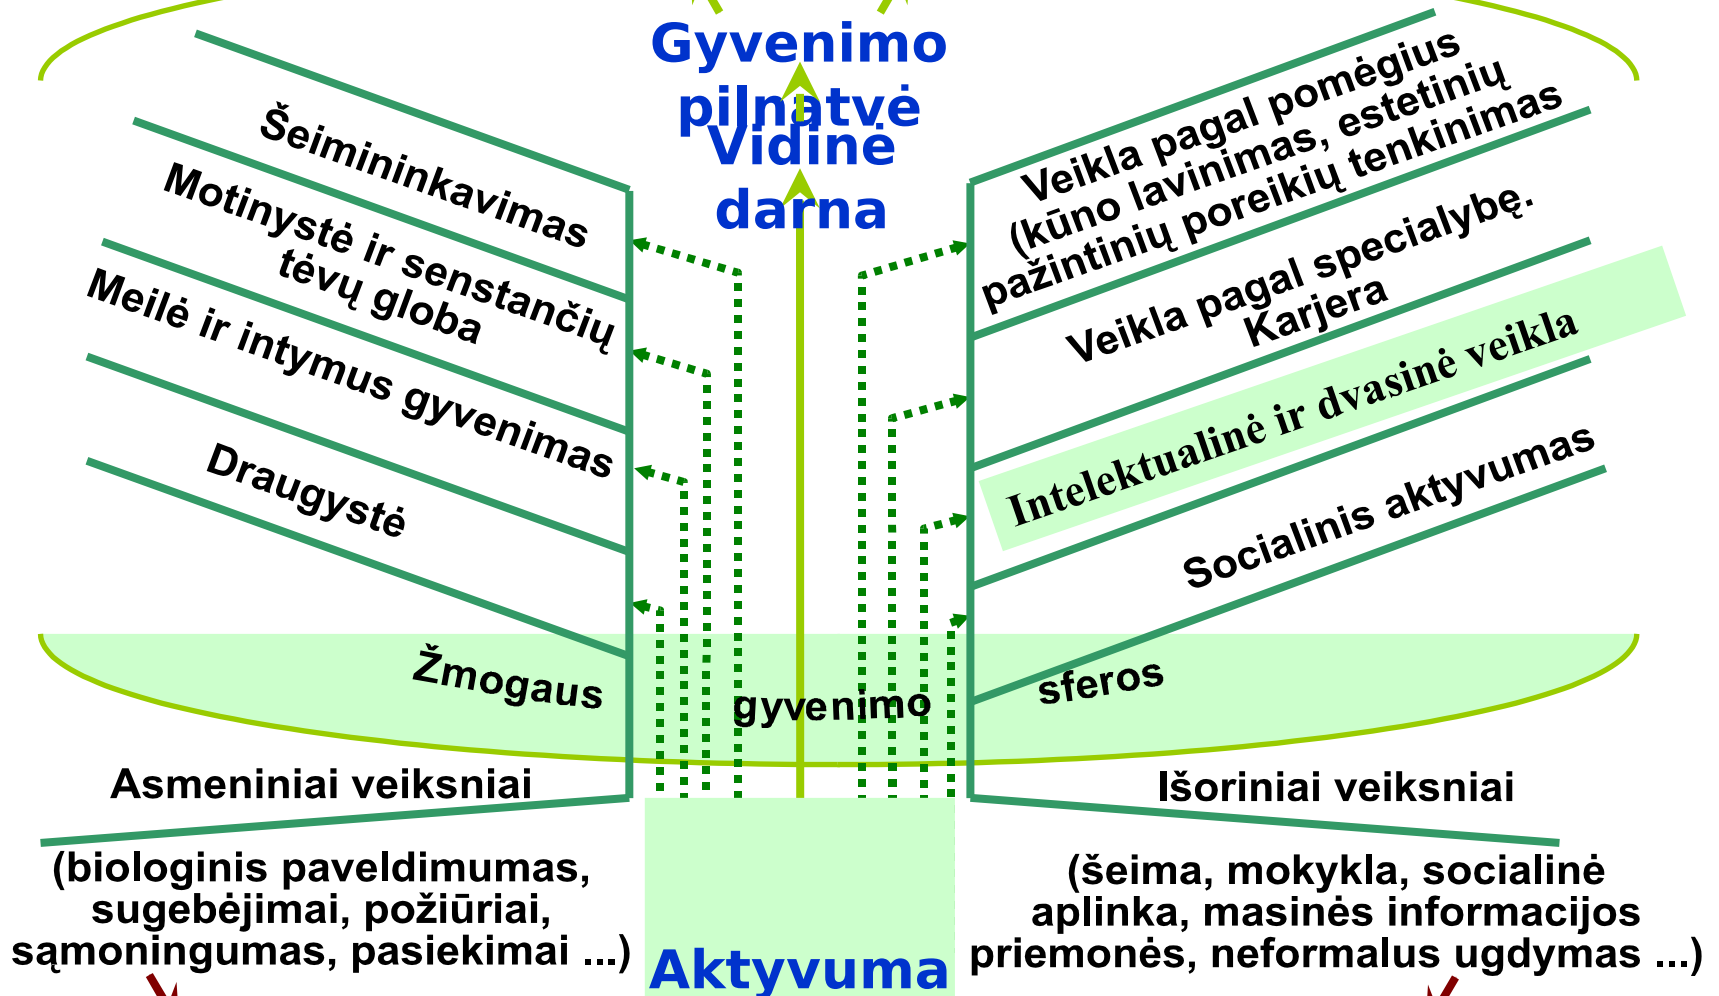 Gyvenimo
pilnatvė
Vidinė
darna
Šeimininkavimas
Motinystė ir senstančių
tėvų globa
Meilė ir intymus gyvenimas
Draugystė
Veikla pagal pomėgius
(kūno lavinimas, estetinių
pažintinių poreikių tenkinimas
Veikla pagal specialybę.
Karjera
Intelektualinė ir dvasinė veikla
Socialinis aktyvumas
Žmogaus gyvenimo sferos
Asmeniniai veiksniai
(biologinis paveldimumas,
sugebėjimai, požiūriai,
sąmoningumas, pasiekimai ...)
Išoriniai veiksniai
(šeima, mokykla, socialinė
aplinka, masinės informacijos
priemonės, neformalus ugdymas ...)
Aktyvuma